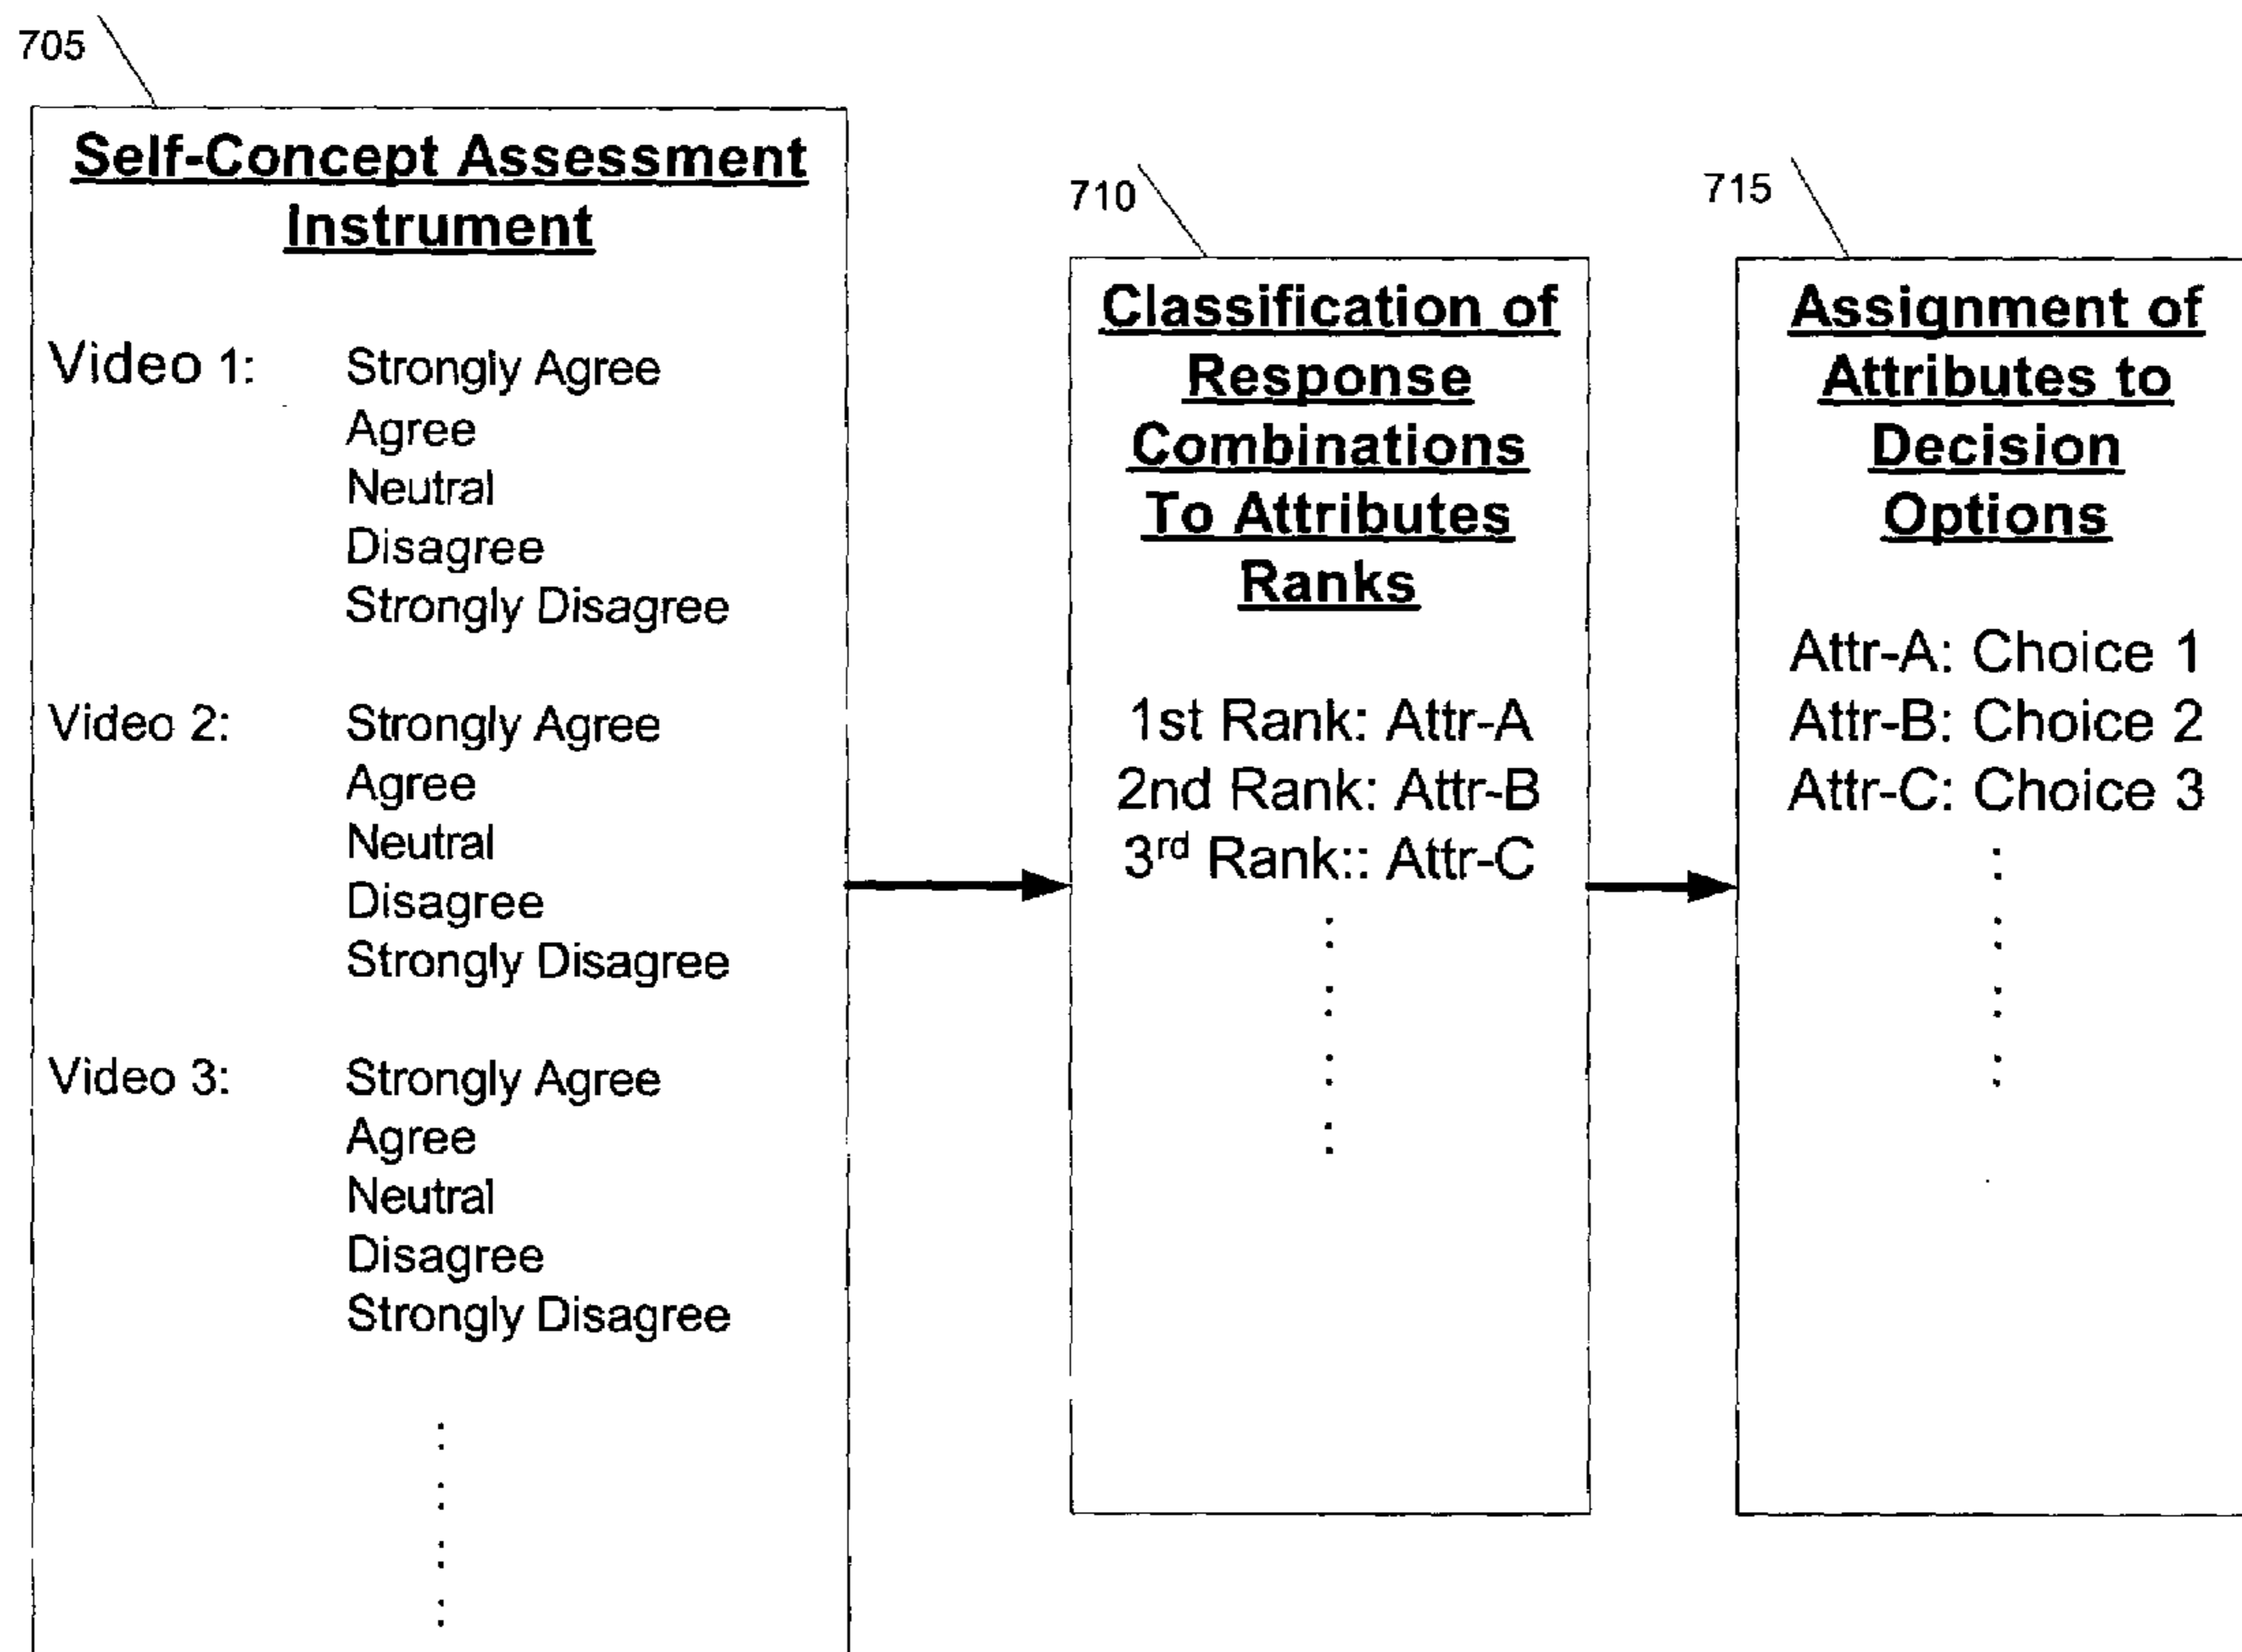 705
Self-Concept Assessment
Instrument
Video 1: Strongly Agree
Agree
Neutral
Disagree
Strongly Disagree
Video 2: Strongly Agree
Agree
Neutral
Disagree
Strongly Disagree
Video 3: Strongly Agree
Agree
Neutral
Disagree
Strongly Disagree
710
Classification of
Response
Combinations
To Attributes
Ranks
1st Rank: Attr-A
2nd Rank: Attr-B
3rd Rank:: Attr-C
715
Assignment of
Attributes to
Decision
Options
Attr-A: Choice 1
Attr-B: Choice 2
Attr-C: Choice 3